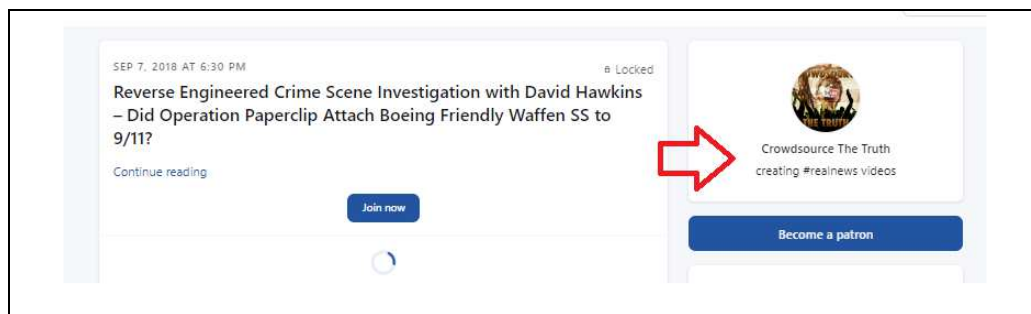 SEP 7, 2018 AT 6:30 PM
Locked
Reverse Engineered Crime Scene Investigation with David Hawkins
– Did Operation Paperclip Attach Boeing Friendly Waffen SS to
9/11?
Continue reading
Join now
THE TRUTH
Crowdsource The Truth
creating #realnews videos
Become a patron